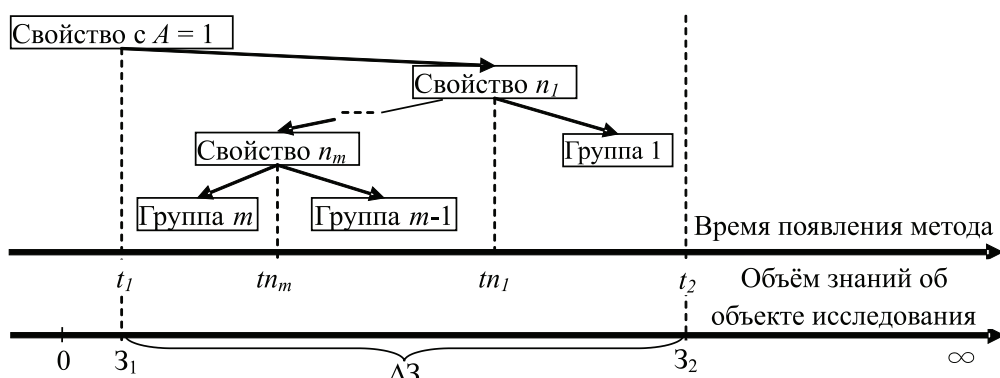 Свойство с A = 1
Свойство n1
Свойство nm
Группа 1
Группа m
Группа m-1
Время появления метода
t1
tnm
tn1
t2
Объём знаний об
объекте исследования
0
З1
ΔЗ
З2
∞